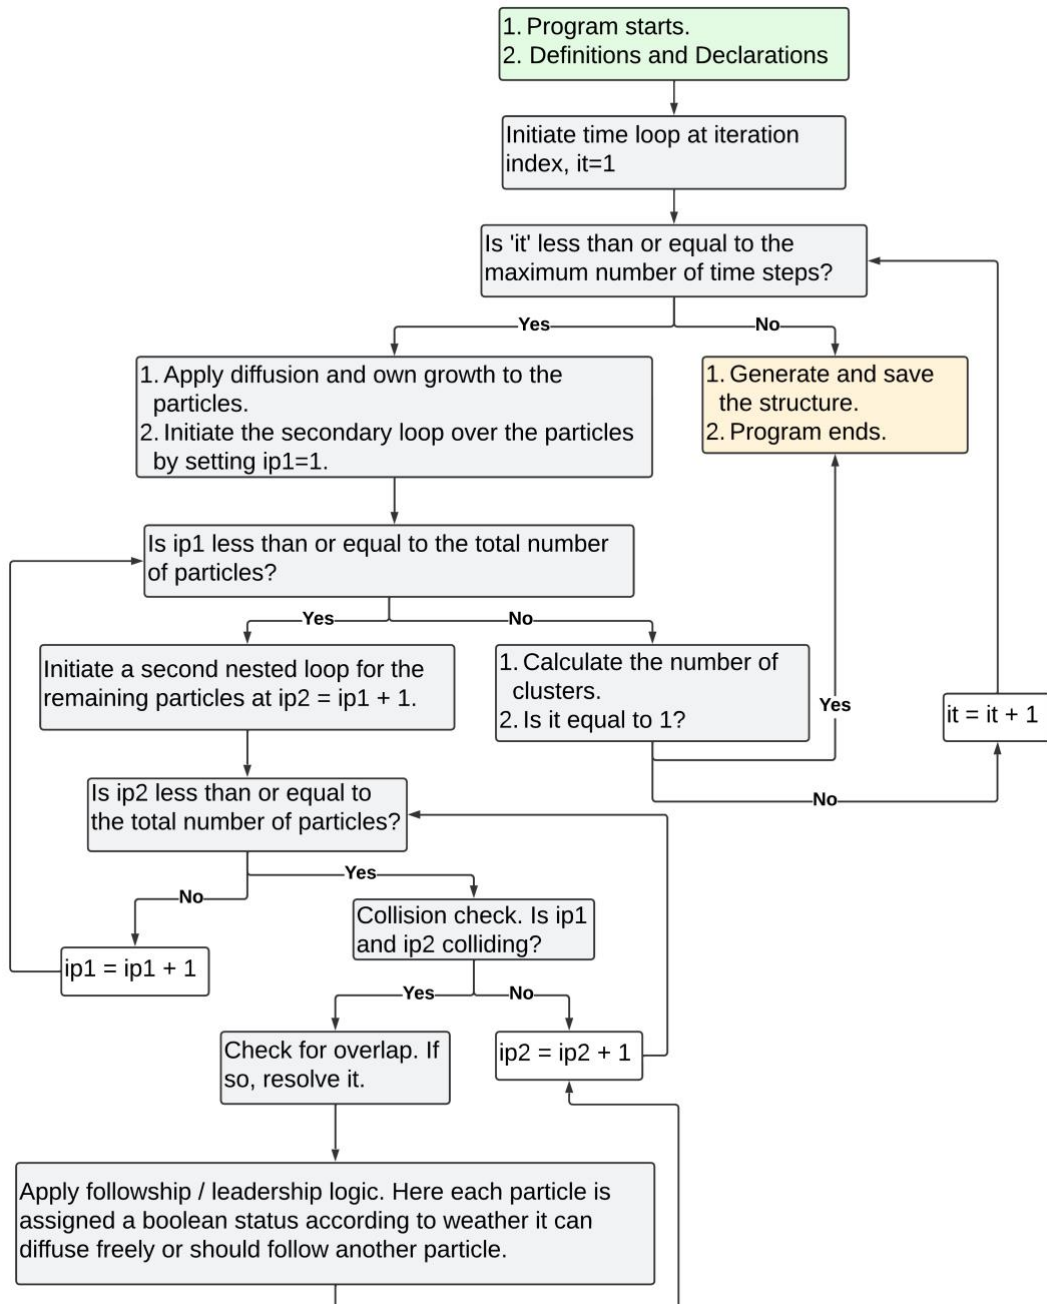 1. Program starts.
2. Definitions and Declarations
Initiate time loop at iteration
index, it=1
Is 'it' less than or equal to the
maximum number of time steps?
Yes
No
1. Apply diffusion and own growth to the
particles.
2. Initiate the secondary loop over the particles
by setting ip1=1.
1. Generate and save
the structure.
2. Program ends.
Is ip1 less than or equal to the total number
of particles?
Yes
No
Initiate a second nested loop for the
remaining particles at ip2 = ip1 + 1.
1. Calculate the number of
clusters.
2. Is it equal to 1?
Yes
it = it + 1
No
Is ip2 less than or equal to
the total number of particles?
Yes
No
Collision check. Is ip1
and ip2 colliding?
ip1 = ip1 + 1
Yes
No
Check for overlap. If
so, resolve it.
ip2 = ip2 + 1
Apply followship / leadership logic. Here each particle is
assigned a boolean status according to weather it can
diffuse freely or should follow another particle.